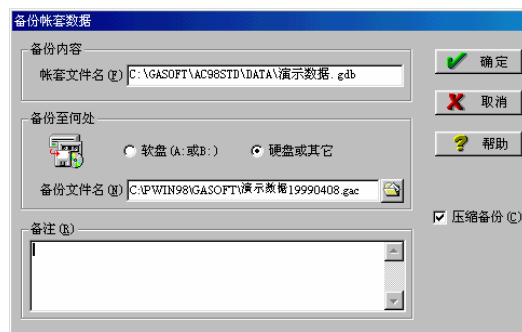 备份帐套数据
备份内容
帐套文件名(F) C:\GASOFT\AC98STD\DATA\演示数据.gdb
备份至何处
软盘(A:或B:) 硬盘或其它
备份文件名(N) C:\PWIN98\GASOFT\演示数据19990408.gac
备注(R)
确定
取消
帮助
压缩备份(C)